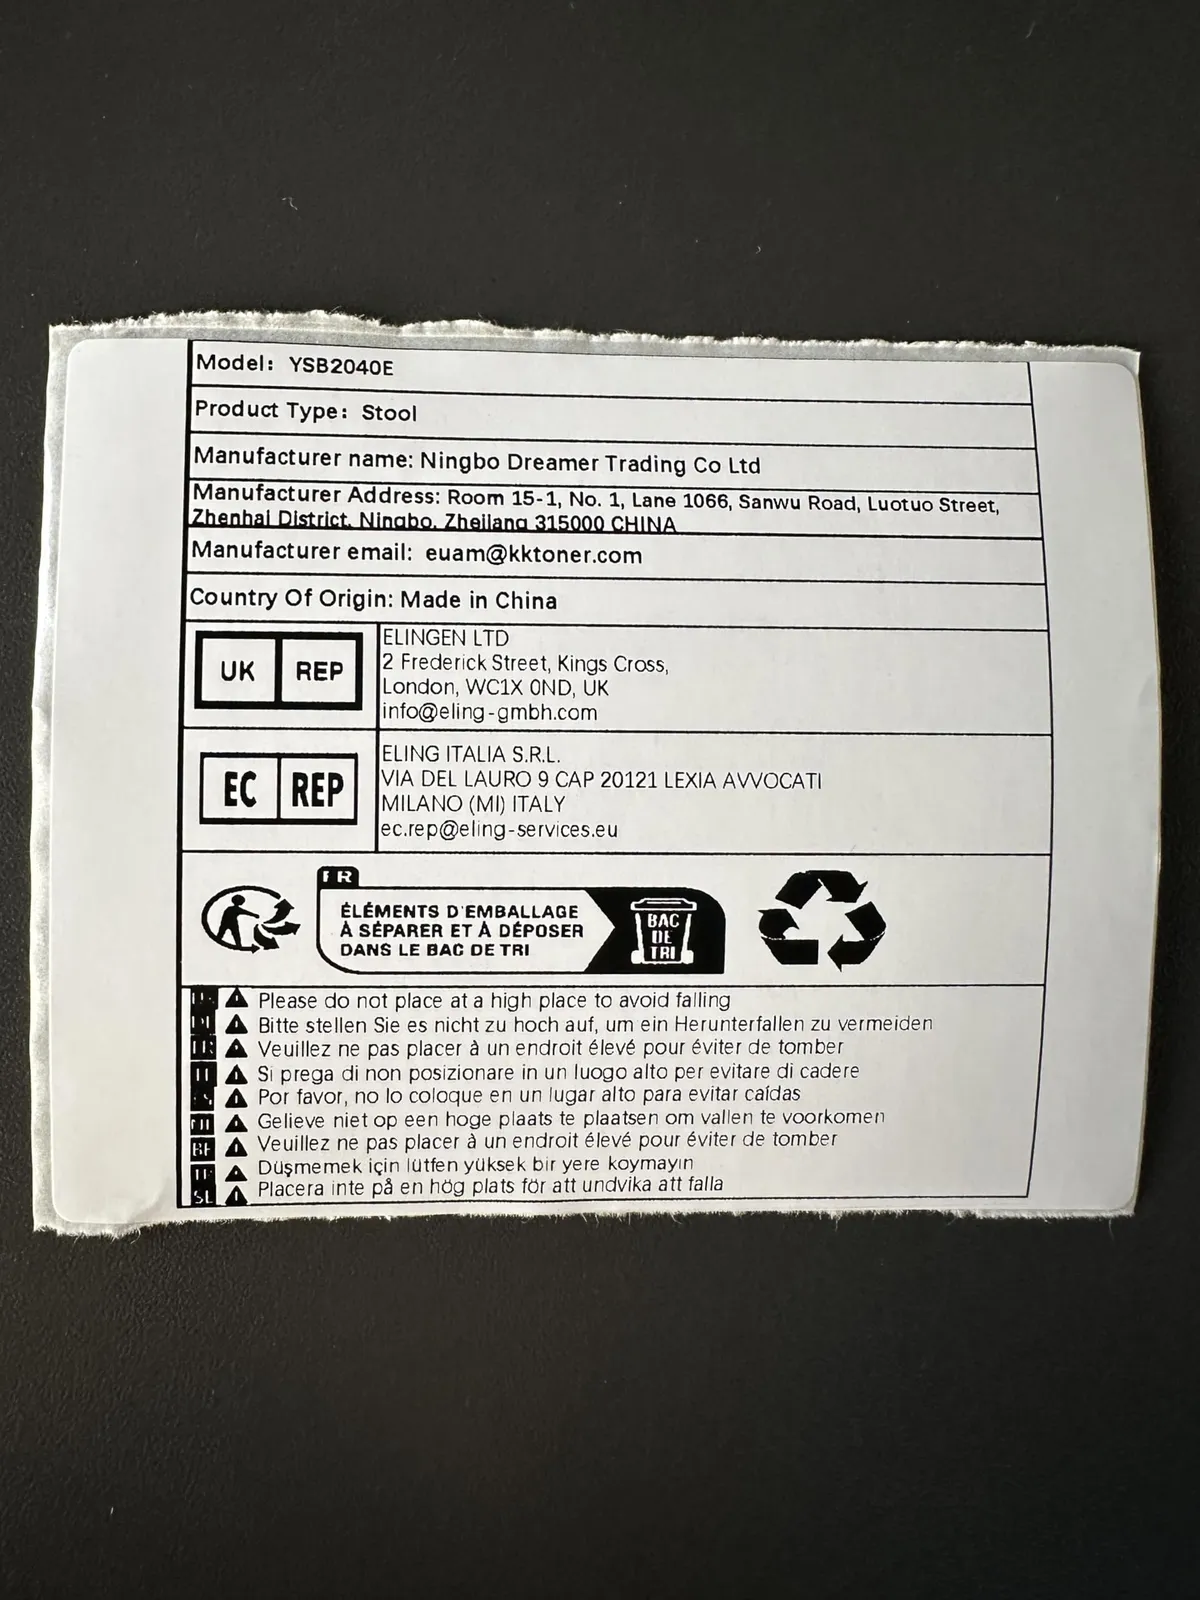 Model: YSB2040E
Product Type: Stool
Manufacturer name: Ningbo Dreamer Trading Co Ltd
Manufacturer Address: Room 15-1, No. 1, Lane 1066, Sanwu Road, Luotuo Street,
Zhenhai District, Ningbo, Zhejiang 315000 CHINA
Manufacturer email: euam@kktoner.com
Country Of Origin: Made in China
UK REP
ELINGEN LTD
2 Frederick Street, Kings Cross,
London, WC1X 0ND, UK
info@eling-gmbh.com
EC REP
ELING ITALIA S.R.L.
VIA DEL LAURO 9 CAP 20121 LEXIA AVVOCATI
MILANO (MI) ITALY
ec.rep@eling-services.eu
FR
ÉLÉMENTS D'EMBALLAGE
À SÉPARER ET À DÉPOSER
DANS LE BAC DE TRI
BAC
DE
TRI
Please do not place at a high place to avoid falling
Bitte stellen Sie es nicht zu hoch auf, um ein Herunterfallen zu vermeiden
Veuillez ne pas placer à un endroit élevé pour éviter de tomber
Si prega di non posizionare in un luogo alto per evitare di cadere
Por favor, no lo coloque en un lugar alto para evitar caídas
Gelieve niet op een hoge plaats te plaatsen om vallen te voorkomen
BE Veuillez ne pas placer à un endroit élevé pour éviter de tomber
Düşmemek için lütfen yüksek bir yere koymayın
Placera inte på en hög plats för att undvika att falla